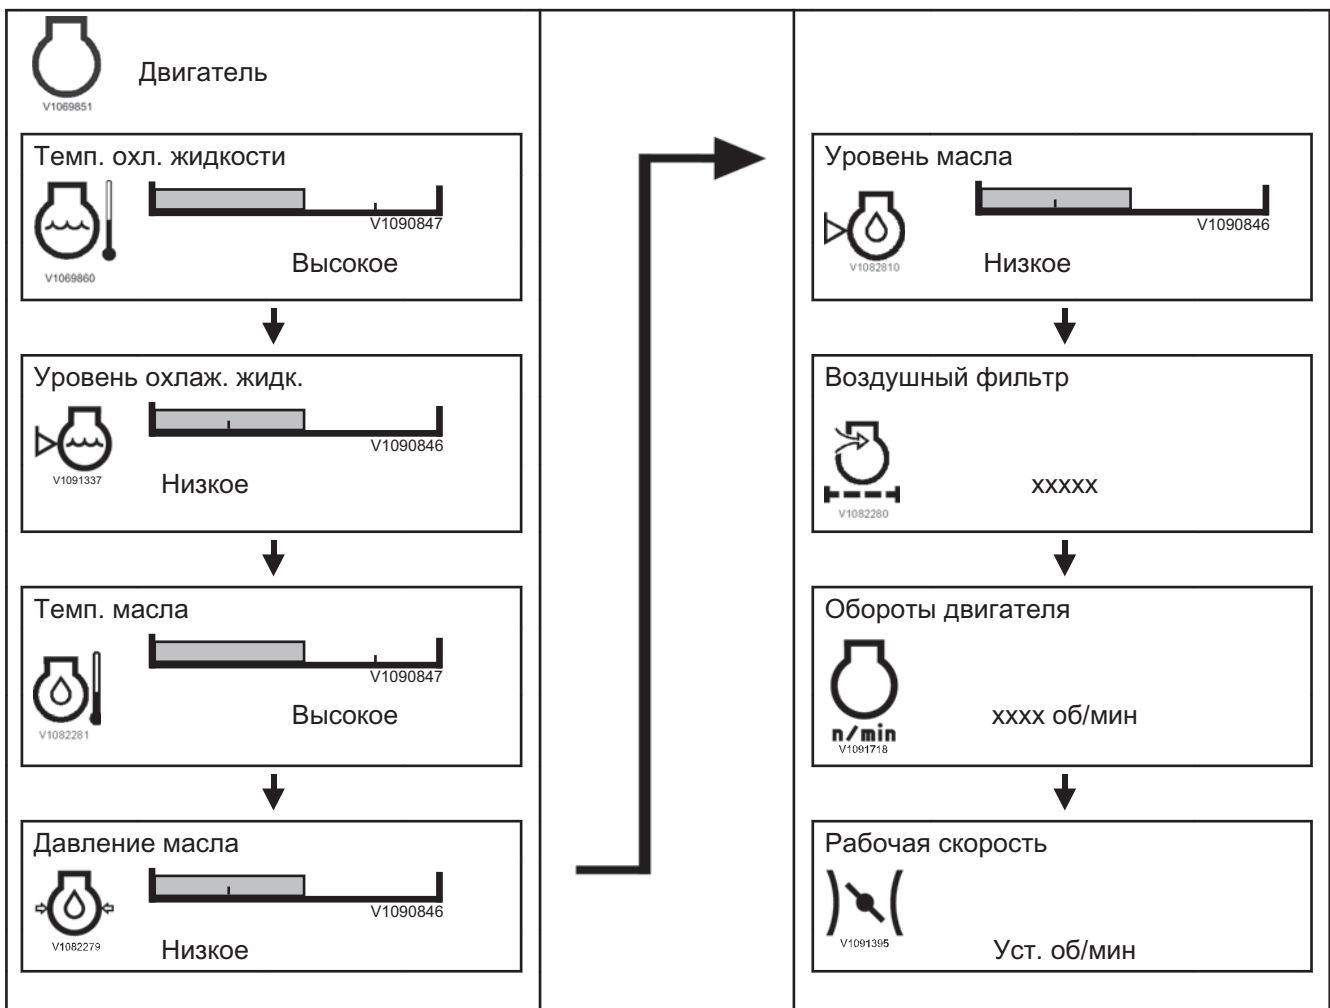 V1069851
Двигатель
Темп. охл. жидкости
V1090847
V1069860
Высокое
Уровень охлаж. жидк.
V1090846
V1091337
Низкое
Темп. масла
V1090847
V1082281
Высокое
Давление масла
V1090846
V1082279
Низкое
Уровень масла
V1090846
V1082810
Низкое
Воздушный фильтр
xxxxx
V1082280
Обороты двигателя
xxxx об/мин
n/min
V1091718
Рабочая скорость
V1091395
Уст. об/мин